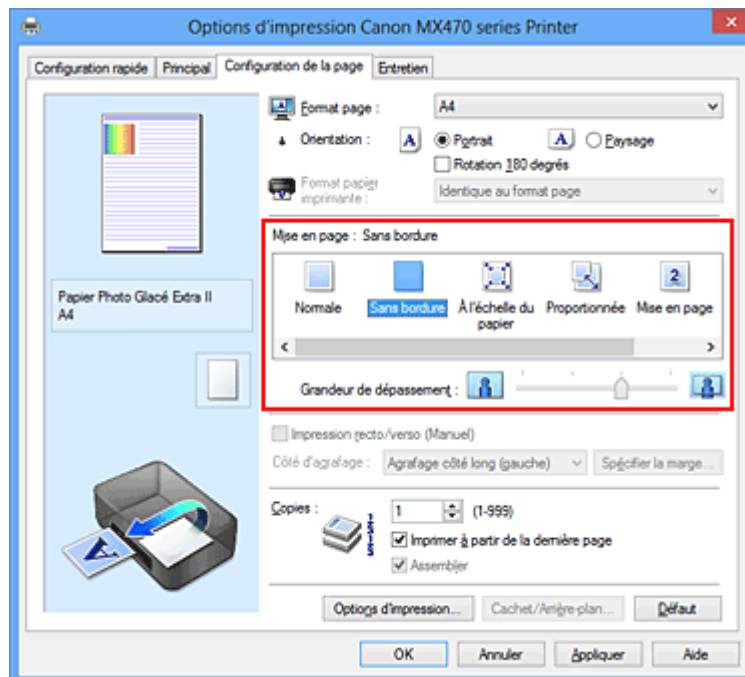 Options d'impression Canon MX470 series Printer
Configuration rapide Principal Configuration de la page Entretien
Format page : A4
Orientation : A Portrait A Paysage
Rotation 180 degrés
Format papier imprimante : Identique au format page
Mise en page : Sans bordure
Normale Sans bordure À l'échelle du papier Proportionnée Mise en page
2
Papier Photo Glacé Extra II
A4
Grandeur de dépassement :
Impression recto/verso (Manuel)
Côté d'agrafage : Agrafage côté long (gauche) Spécifier la marge...
Copies : 1 (1-999)
Imprimer à partir de la dernière page
Assembler
A
Options d'impression... Cachet/Arrière-plan... Défaut
OK Annuler Appliquer Aide